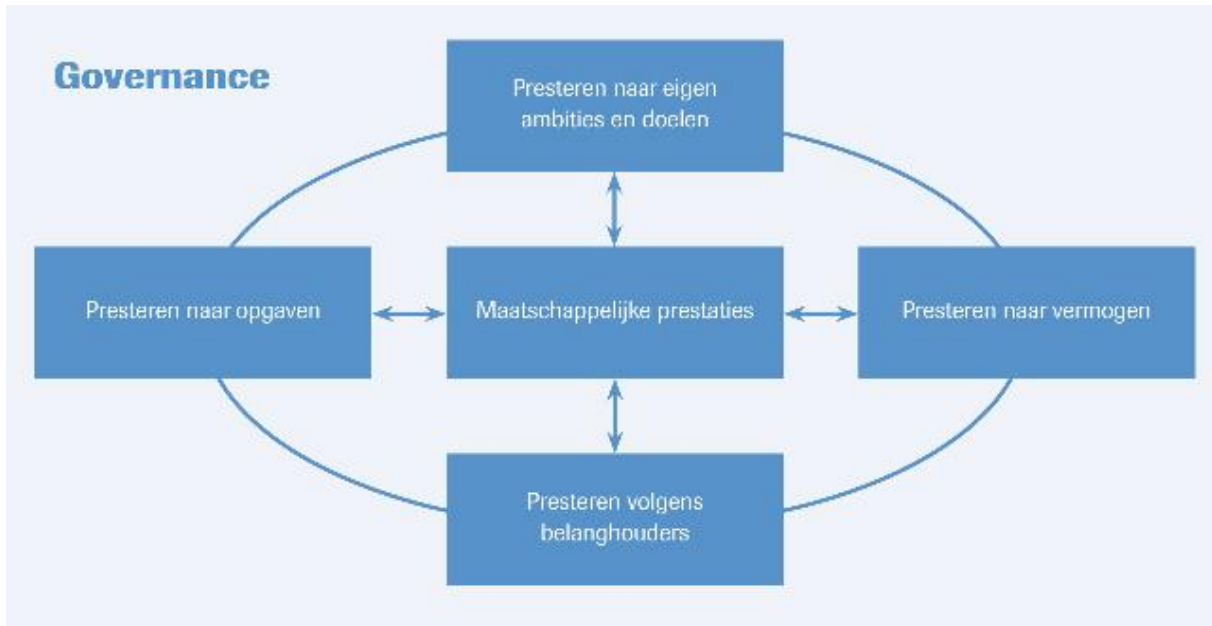 Governance
Presteren naar eigen
ambities en doelen
Presteren naar opgaven
Maatschappelijke prestaties
Presteren naar vermogen
Presteren volgens
belanghouders